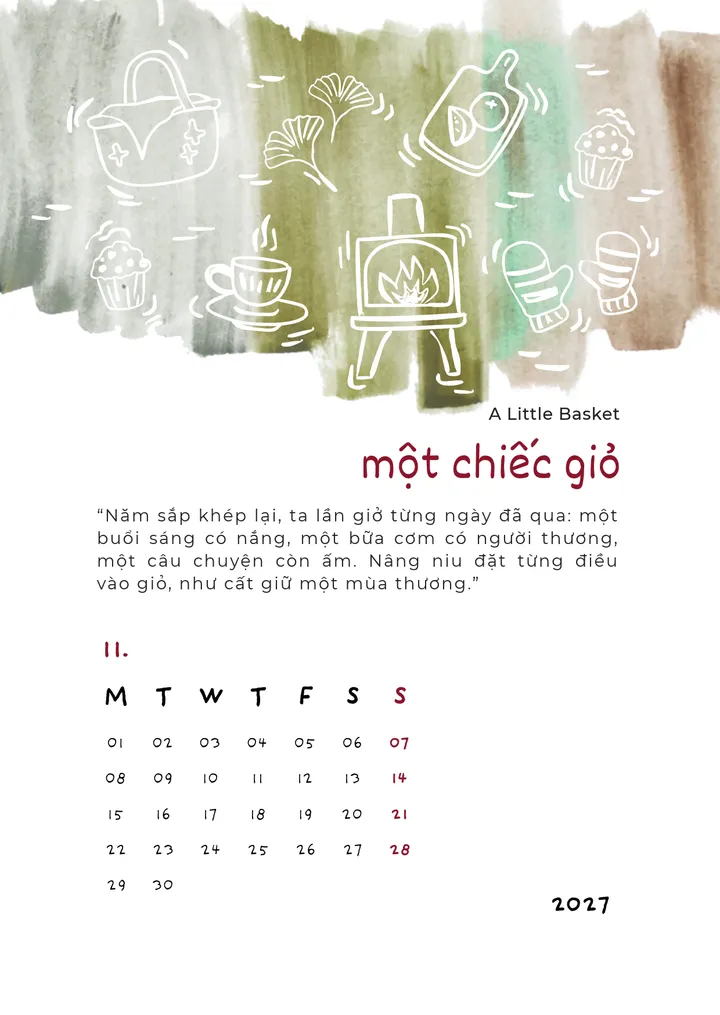 A Little Basket
một chiếc giỏ
“Năm sắp khép lại, ta lần giở từng ngày đã qua: một
buổi sáng có nắng, một bữa cơm có người thương,
một câu chuyện còn ấm. Nâng niu đặt từng điều
vào giỏ, như cất giữ một mùa thương.”
11.
M T W T F S S
01 02 03 04 05 06 07
08 09 10 11 12 13 14
15 16 17 18 19 20 21
22 23 24 25 26 27 28
29 30
2027